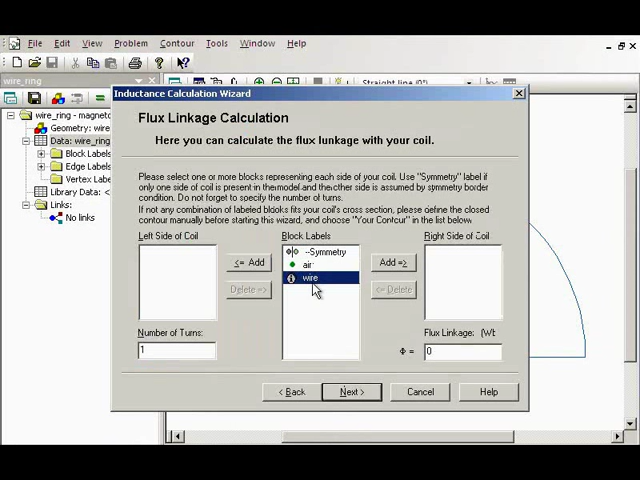 File Edit View Problem Contour Tools Window Help
Straight line (0°)
wire_ring
wire_ring - magneto
Geometry: wire
Data: wire_ring
Block Labels
Edge Labels
Vertex Label
Library Data: <N
Links:
No links
Inductance Calculation Wizard
Flux Linkage Calculation
Here you can calculate the flux lunkage with your coil.
Please select one or more blocks representing each side of your coil. Use "Symmetry" label if
only one side of coil is present in the model and the other side is assumed by symmetry border
condition. Do not forget to specify the number of turns.
If not any combination of labeled blocks fits your coil's cross section, please define the closed
contour manually before starting this wizard, and choose "Your Contour" in the list below.
Left Side of Coil Block Labels Right Side of Coil
--Symmetry
air
wire
<= Add Add =>
Delete => <= Delete
Number of Turns: Flux Linkage: (Wb
1 Φ = 0
< Back Next > Cancel Help